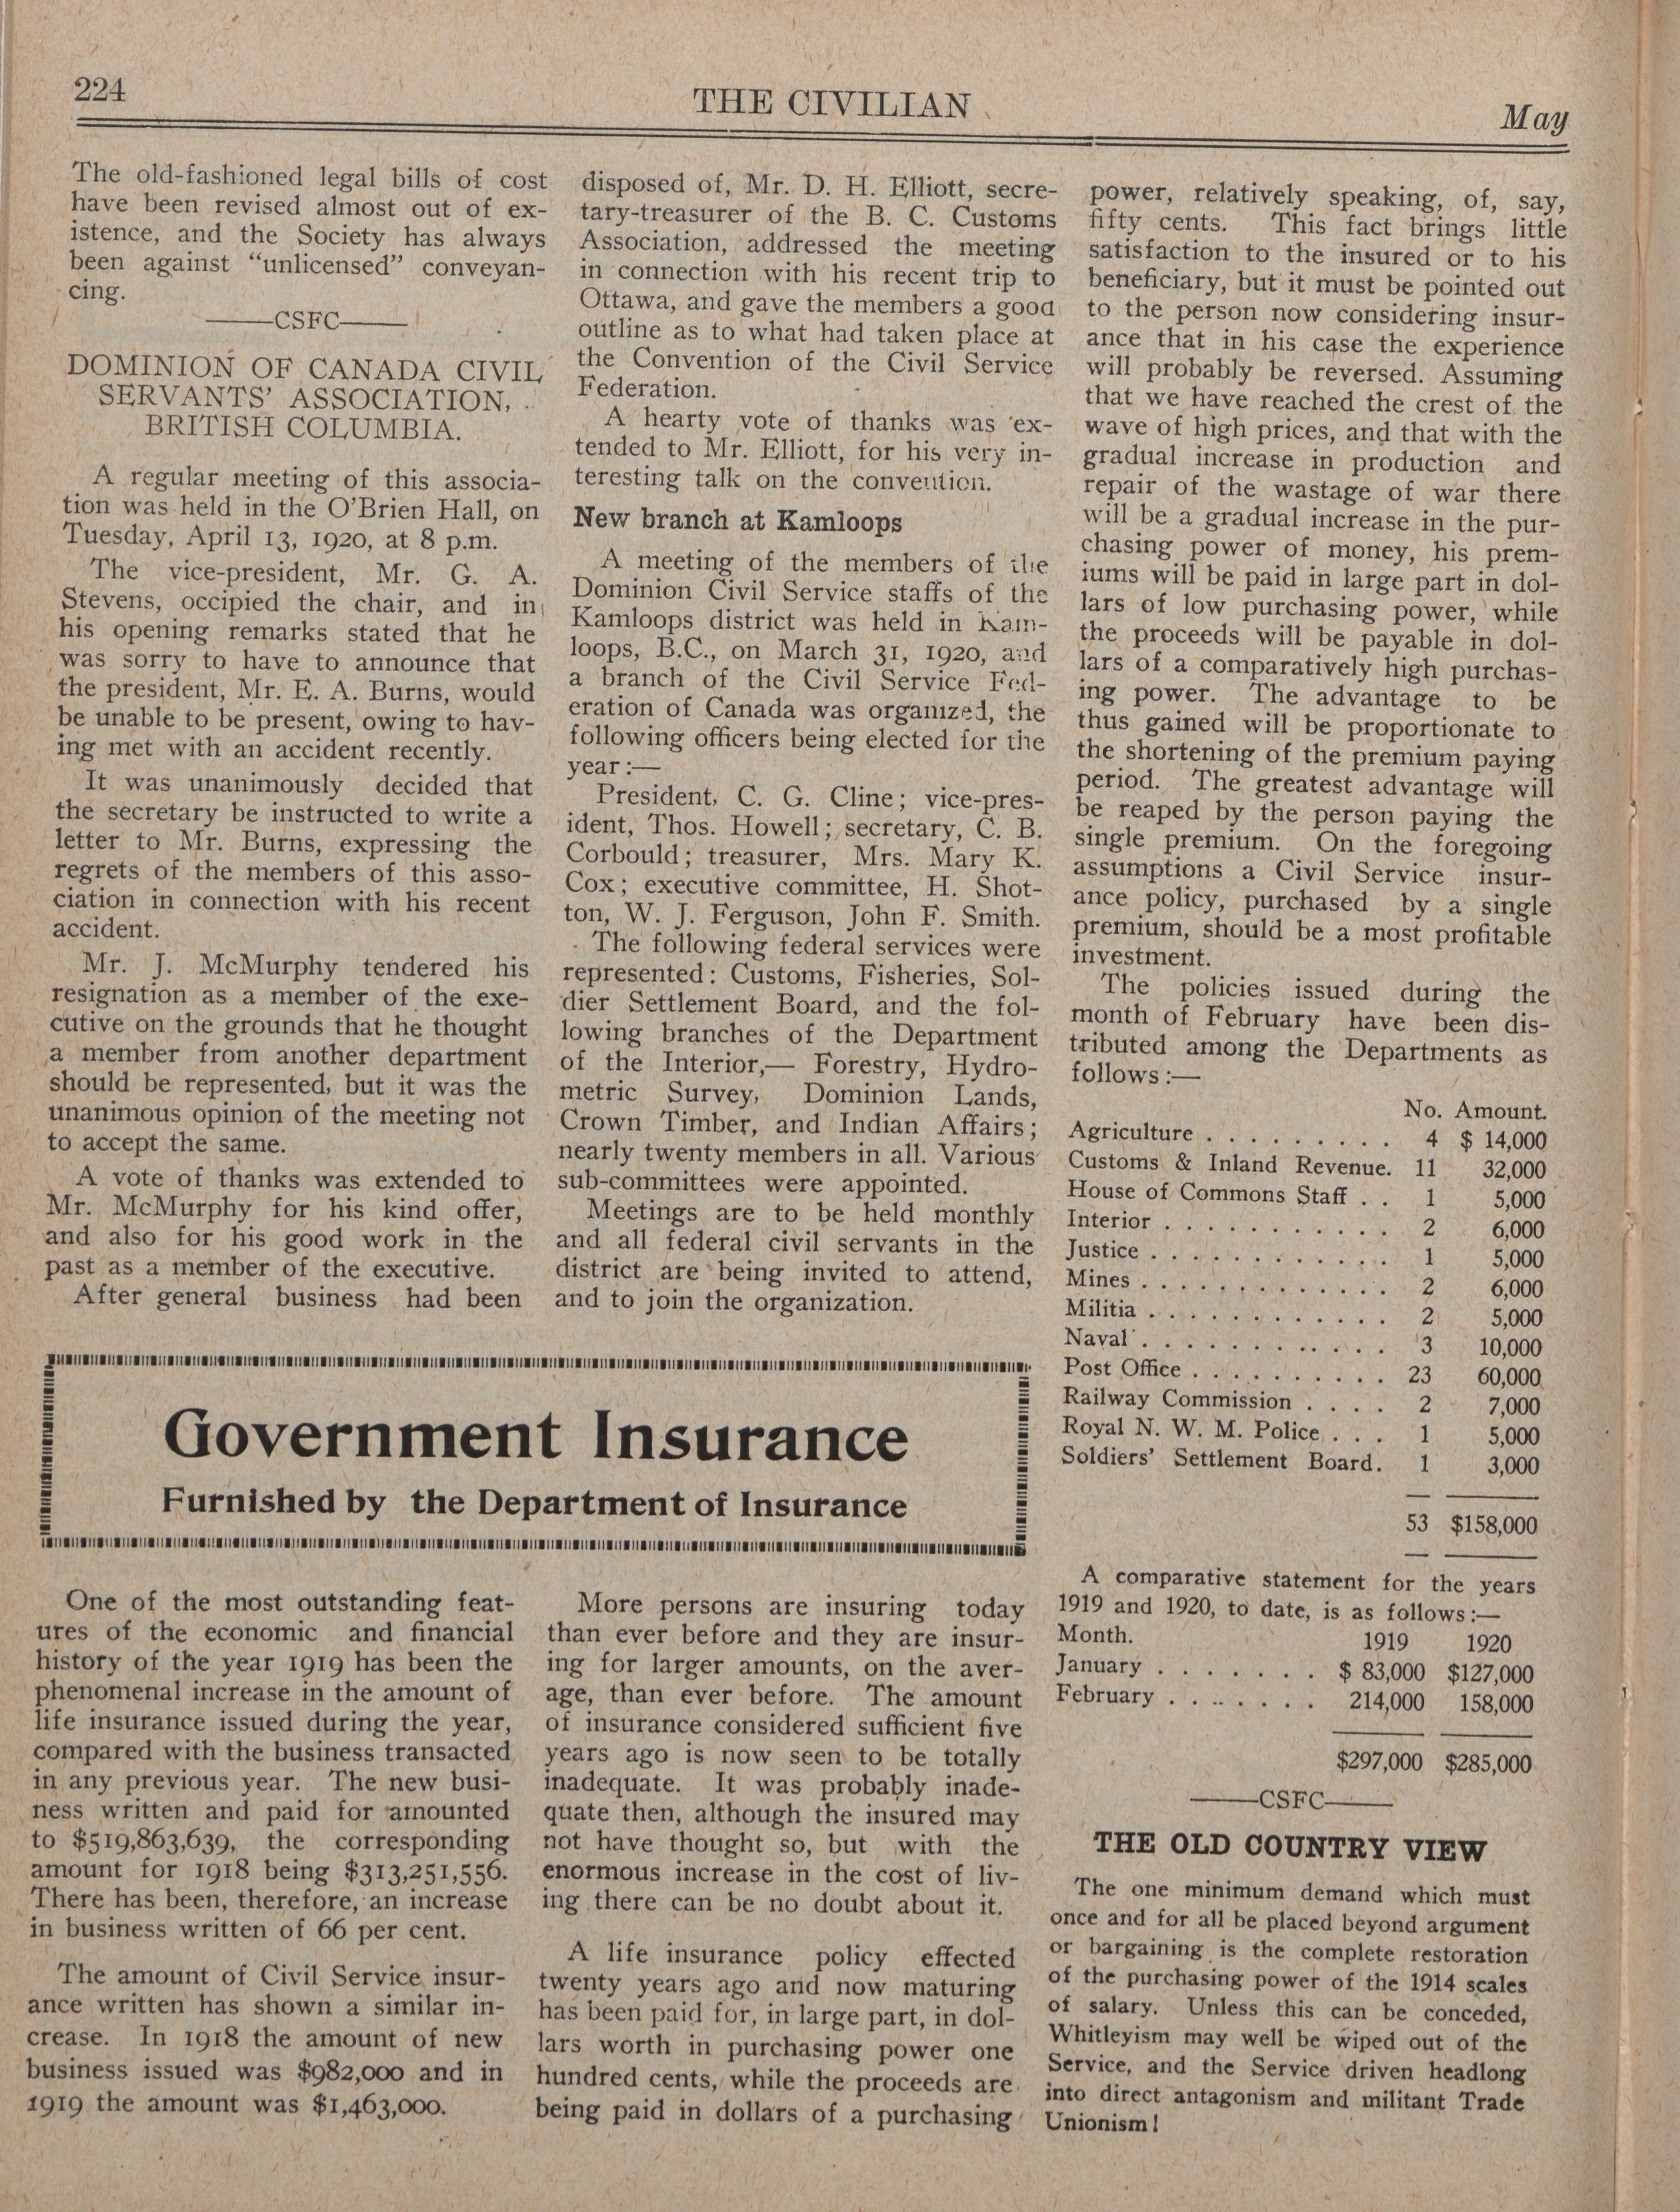 224
THE CIVILIAN
May
The old-fashioned legal bills of cost
have been revised almost out of ex-
istence, and the Society has always
been against "unlicensed" conveyan-
cing.
——CSFC——
DOMINION OF CANADA CIVIL
SERVANTS' ASSOCIATION,
BRITISH COLUMBIA.
A regular meeting of this associa-
tion was held in the O'Brien Hall, on
Tuesday, April 13, 1920, at 8 p.m.
The vice-president, Mr. G. A.
Stevens, occipied the chair, and in
his opening remarks stated that he
was sorry to have to announce that
the president, Mr. E. A. Burns, would
be unable to be present, owing to hav-
ing met with an accident recently.
It was unanimously decided that
the secretary be instructed to write a
letter to Mr. Burns, expressing the
regrets of the members of this asso-
ciation in connection with his recent
accident.
Mr. J. McMurphy tendered his
resignation as a member of the exe-
cutive on the grounds that he thought
a member from another department
should be represented, but it was the
unanimous opinion of the meeting not
to accept the same.
A vote of thanks was extended to
Mr. McMurphy for his kind offer,
and also for his good work in the
past as a member of the executive.
After general business had been
disposed of, Mr. D. H. Elliott, secre-
tary-treasurer of the B. C. Customs
Association, addressed the meeting
in connection with his recent trip to
Ottawa, and gave the members a good
outline as to what had taken place at
the Convention of the Civil Service
Federation.
A hearty vote of thanks was ex-
tended to Mr. Elliott, for his very in-
teresting talk on the convention.
New branch at Kamloops
A meeting of the members of the
Dominion Civil Service staffs of the
Kamloops district was held in Kam-
loops, B.C., on March 31, 1920, and
a branch of the Civil Service Fed-
eration of Canada was organized, the
following officers being elected for the
year:—
President, C. G. Cline; vice-pres-
ident, Thos. Howell; secretary, C. B.
Corbould; treasurer, Mrs. Mary K.
Cox; executive committee, H. Shot-
ton, W. J. Ferguson, John F. Smith.
The following federal services were
represented: Customs, Fisheries, Sol-
dier Settlement Board, and the fol-
lowing branches of the Department
of the Interior,— Forestry, Hydro-
metric Survey, Dominion Lands,
Crown Timber, and Indian Affairs;
nearly twenty members in all. Various
sub-committees were appointed.
Meetings are to be held monthly
and all federal civil servants in the
district are being invited to attend,
and to join the organization.
Government Insurance
Furnished by the Department of Insurance
One of the most outstanding feat-
ures of the economic and financial
history of the year 1919 has been the
phenomenal increase in the amount of
life insurance issued during the year,
compared with the business transacted
in any previous year. The new busi-
ness written and paid for amounted
to $519,863,639, the corresponding
amount for 1918 being $313,251,556.
There has been, therefore, an increase
in business written of 66 per cent.
The amount of Civil Service insur-
ance written has shown a similar in-
crease. In 1918 the amount of new
business issued was $982,000 and in
1919 the amount was $1,463,000.
More persons are insuring today
than ever before and they are insur-
ing for larger amounts, on the aver-
age, than ever before. The amount
of insurance considered sufficient five
years ago is now seen to be totally
inadequate. It was probably inade-
quate then, although the insured may
not have thought so, but with the
enormous increase in the cost of liv-
ing there can be no doubt about it.
A life insurance policy effected
twenty years ago and now maturing
has been paid for, in large part, in dol-
lars worth in purchasing power one
hundred cents, while the proceeds are
being paid in dollars of a purchasing
power, relatively speaking, of, say,
fifty cents. This fact brings little
satisfaction to the insured or to his
beneficiary, but it must be pointed out
to the person now considering insur-
ance that in his case the experience
will probably be reversed. Assuming
that we have reached the crest of the
wave of high prices, and that with the
gradual increase in production and
repair of the wastage of war there
will be a gradual increase in the pur-
chasing power of money, his prem-
iums will be paid in large part in dol-
lars of low purchasing power, while
the proceeds will be payable in dol-
lars of a comparatively high purchas-
ing power. The advantage to be
thus gained will be proportionate to
the shortening of the premium paying
period. The greatest advantage will
be reaped by the person paying the
single premium. On the foregoing
assumptions a Civil Service insur-
ance policy, purchased by a single
premium, should be a most profitable
investment.
The policies issued during the
month of February have been dis-
tributed among the Departments as
follows:—
No. Amount.
Agriculture . . . . . . . . . 4 $ 14,000
Customs & Inland Revenue. 11 32,000
House of Commons Staff . . 1 5,000
Interior . . . . . . . . . . . 2 6,000
Justice . . . . . . . . . . . . 1 5,000
Mines . . . . . . . . . . . . . 2 6,000
Militia . . . . . . . . . . . . 2 5,000
Naval . . . . . . . . . . . . . 3 10,000
Post Office . . . . . . . . . . 23 60,000
Railway Commission . . . . 2 7,000
Royal N. W. M. Police . . . 1 5,000
Soldiers' Settlement Board. 1 3,000
53 $158,000
A comparative statement for the years
1919 and 1920, to date, is as follows:—
Month. 1919 1920
January . . . . . . . $ 83,000 $127,000
February . . . . . . . 214,000 158,000
$297,000 $285,000
——CSFC——
THE OLD COUNTRY VIEW
The one minimum demand which must
once and for all be placed beyond argument
or bargaining is the complete restoration
of the purchasing power of the 1914 scales
of salary. Unless this can be conceded,
Whitleyism may well be wiped out of the
Service, and the Service driven headlong
into direct antagonism and militant Trade
Unionism!